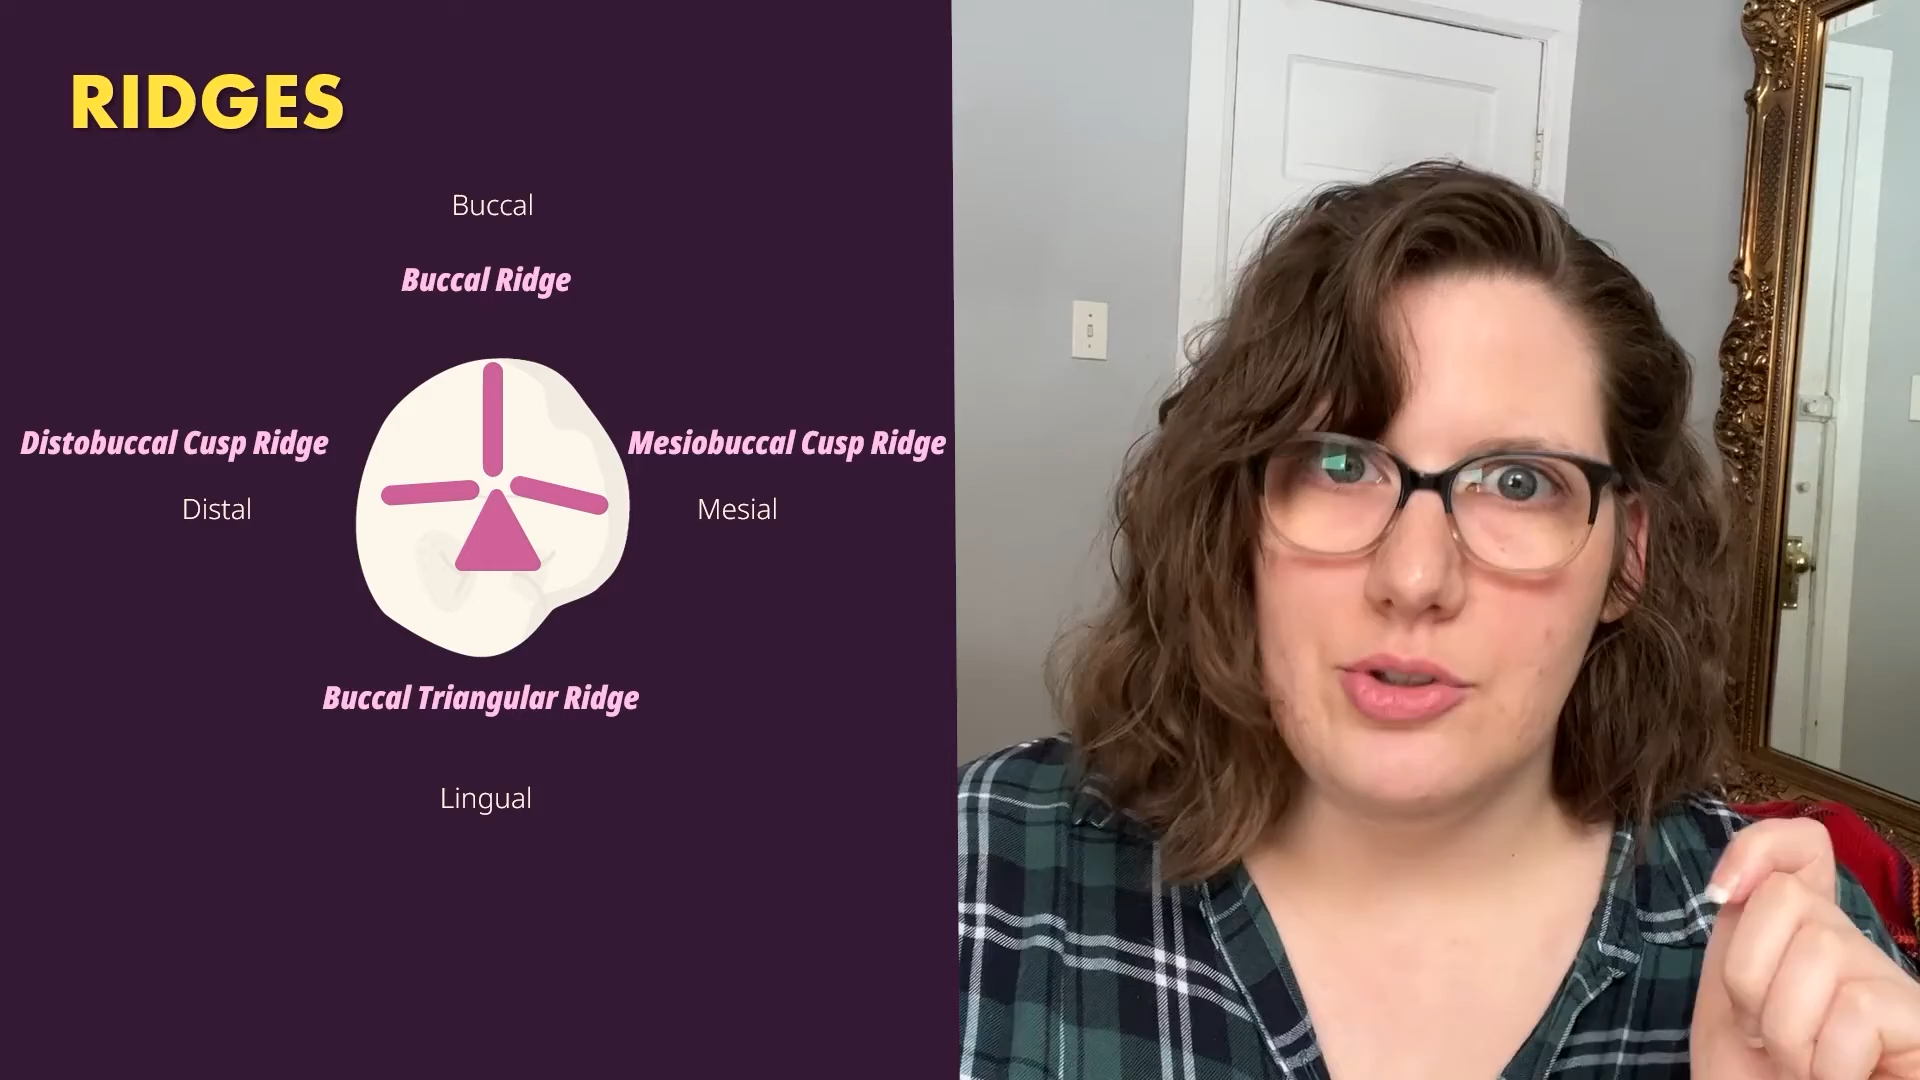 RIDGES
Buccal
Buccal Ridge
Distobuccal Cusp Ridge
Mesiobuccal Cusp Ridge
Distal
Mesial
Buccal Triangular Ridge
Lingual